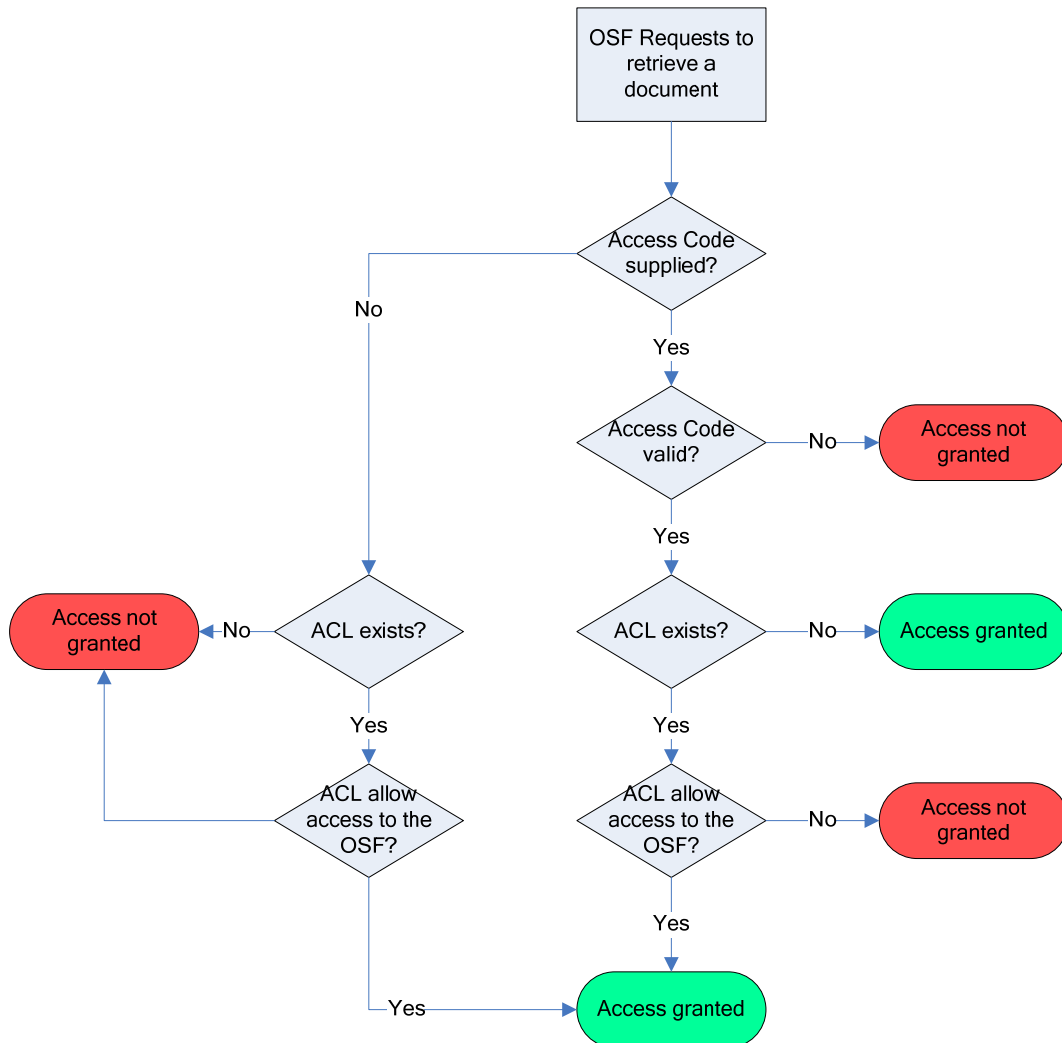 OSF Requests to
retrieve a
document
Access Code
supplied?
No
Yes
Access Code
valid?
No
Access not
granted
Yes
Access not
granted
No
ACL exists?
ACL exists?
No
Access granted
Yes
Yes
ACL allow
access to the
OSF?
ACL allow
access to the
OSF?
No
Access not
granted
Yes
Yes
Access granted